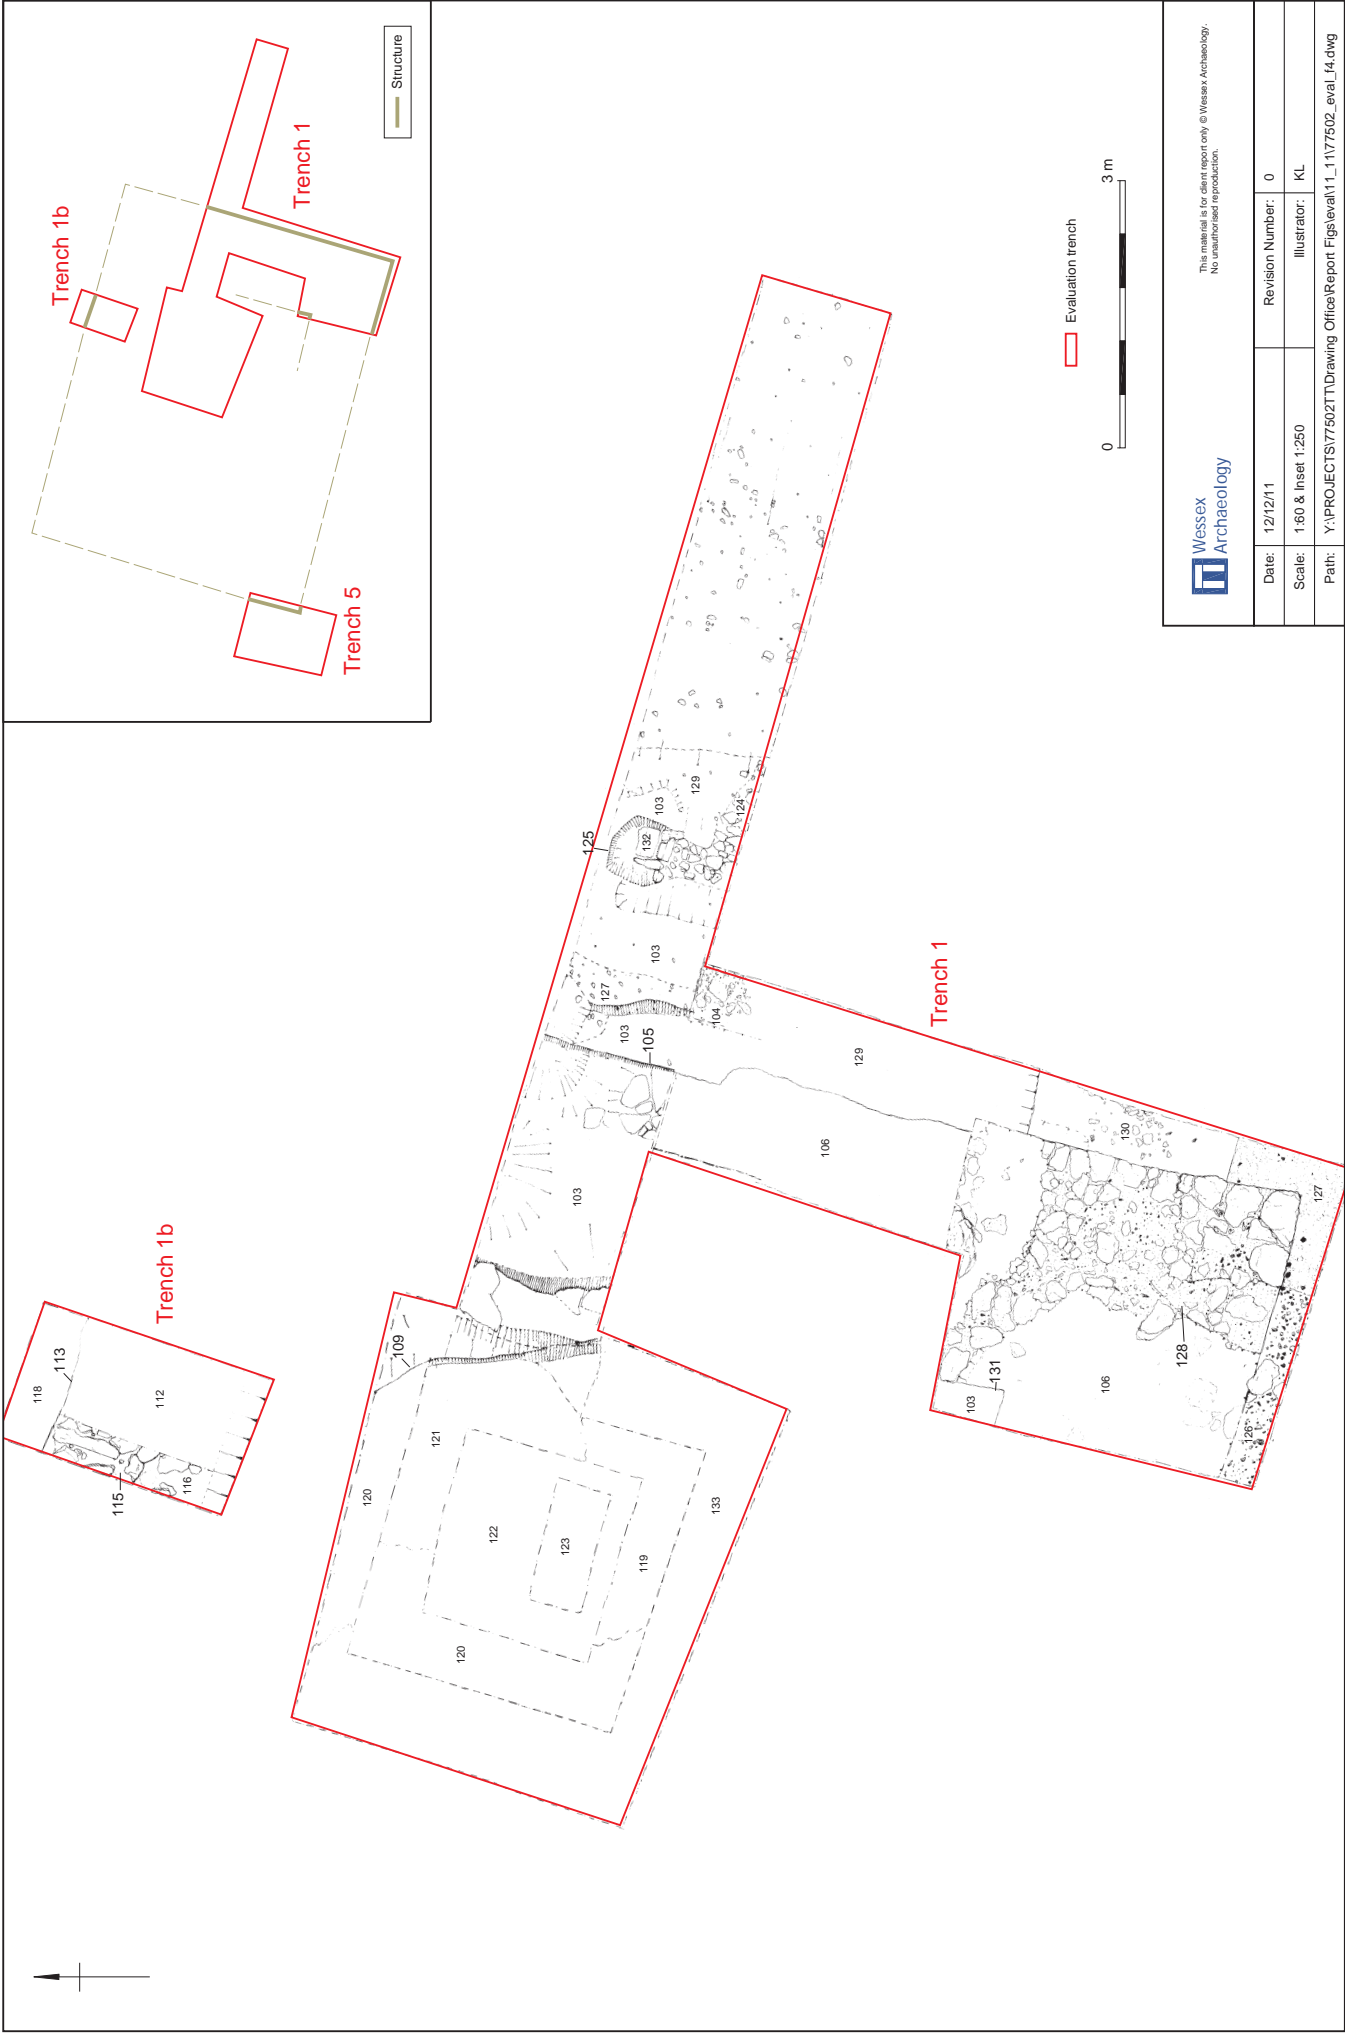 Structure
Trench 1b
Trench 1
Trench 5
Trench 1b
118
113
112
115
116
109
120
121
122
123
119
133
120
103
105
103
127
103
125
132
103
129
124
104
129
106
Trench 1
130
127
128
131
103
106
126
Evaluation trench
0
3 m
Wessex
Archaeology
This material is for client report only © Wessex Archaeology.
No unauthorised reproduction.
Date: 12/12/11 Revision Number: 0
Scale: 1:60 & Inset 1:250 Illustrator: KL
Path: Y:\PROJECTS\77502TT\Drawing Office\Report Figs\eval\11_11\77502_eval_f4.dwg